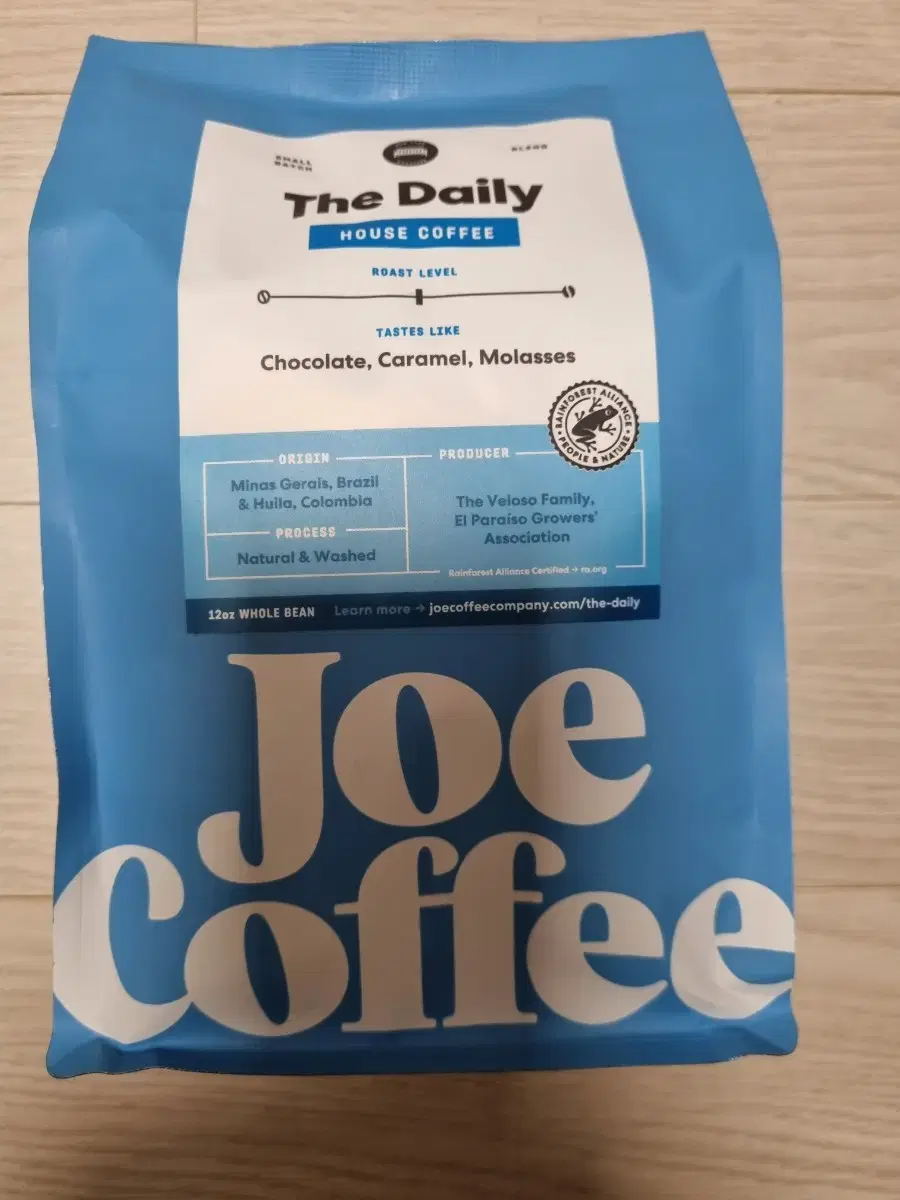 SMALL
BATCH
BLEND
The Daily
HOUSE COFFEE
ROAST LEVEL
TASTES LIKE
Chocolate, Caramel, Molasses
RAINFOREST ALLIANCE
PEOPLE & NATURE
ORIGIN
Minas Gerais, Brazil
& Huila, Colombia
PROCESS
Natural & Washed
PRODUCER
The Veloso Family,
El Paraíso Growers'
Association
Rainforest Alliance Certified → ra.org
12oz WHOLE BEAN Learn more → joecoffeecompany.com/the-daily
Joe
Coffee